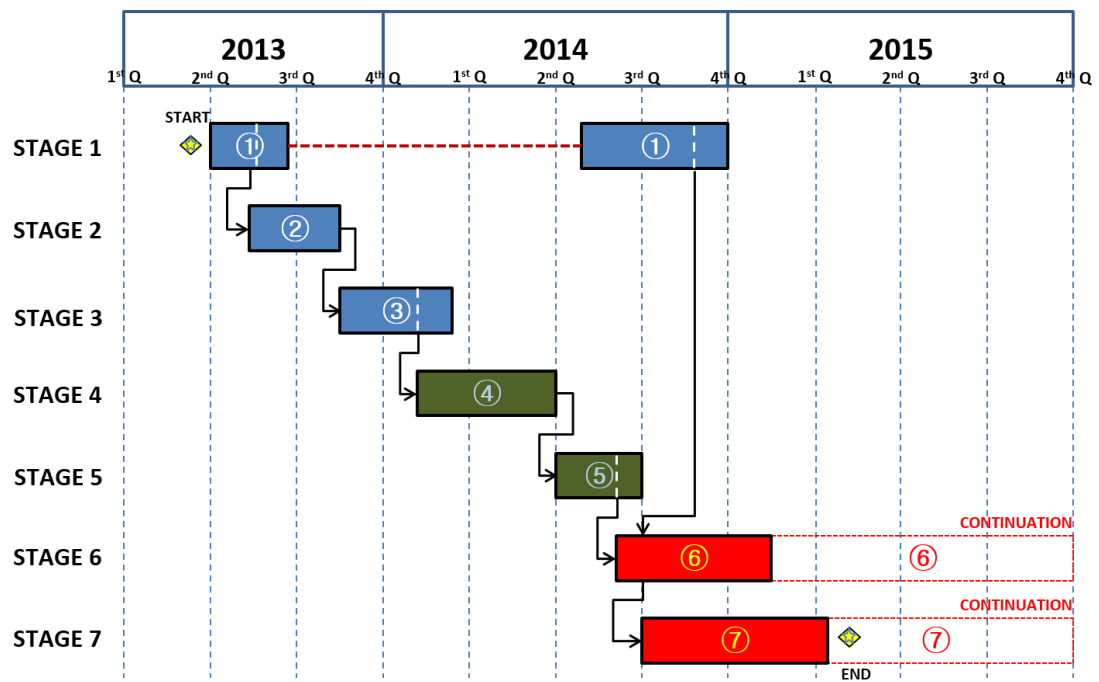 2013 2014 2015
1st Q 2nd Q 3rd Q 4th Q 1st Q 2nd Q 3rd Q 4th Q 1st Q 2nd Q 3rd Q 4th Q
START
STAGE 1 ① ①
STAGE 2 ②
STAGE 3 ③
STAGE 4 ④
STAGE 5 ⑤
CONTINUATION
STAGE 6 ⑥ ⑥
CONTINUATION
STAGE 7 ⑦ ⑦
END